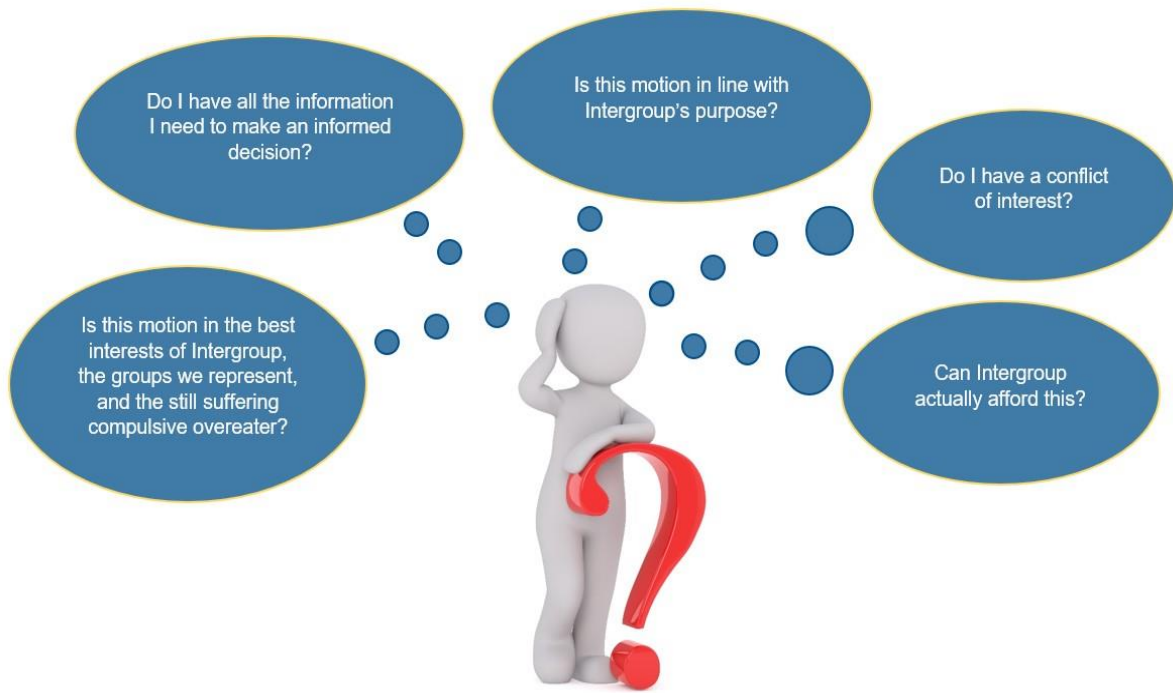 Do I have all the information
I need to make an informed
decision?
Is this motion in line with
Intergroup's purpose?
Do I have a conflict
of interest?
Is this motion in the best
interests of Intergroup,
the groups we represent,
and the still suffering
compulsive overeater?
Can Intergroup
actually afford this?